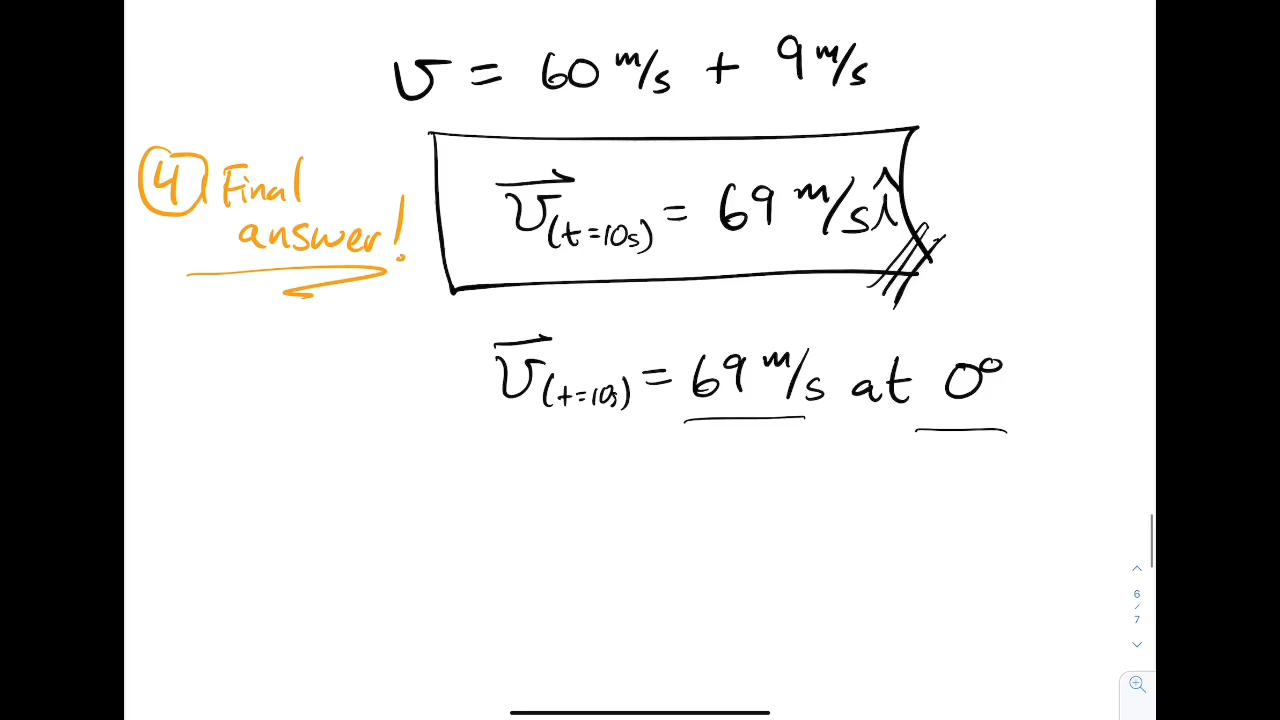 v = 60 m/s + 9 m/s
④ Final
answer!
v⃗(t=10s) = 69 m/s î
v⃗(t=10s) = 69 m/s at 0°
6
/
7